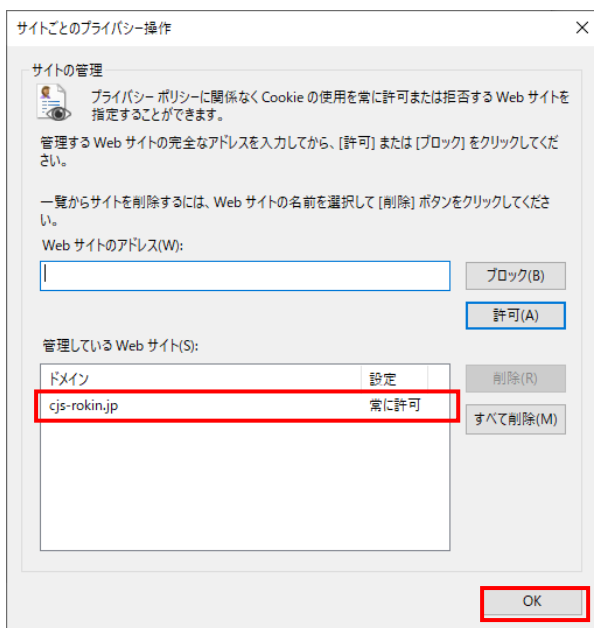 サイトごとのプライバシー操作
サイトの管理
プライバシー ポリシーに関係なく Cookie の使用を常に許可または拒否する Web サイトを
指定することができます。
管理する Web サイトの完全なアドレスを入力してから、[許可] または [ブロック] をクリックしてくだ
さい。
一覧からサイトを削除するには、Web サイトの名前を選択して [削除] ボタンをクリックしてくださ
い。
Web サイトのアドレス(W):
ブロック(B)
許可(A)
管理している Web サイト(S):
ドメイン 設定
削除(R)
cjs-rokin.jp 常に許可
すべて削除(M)
OK